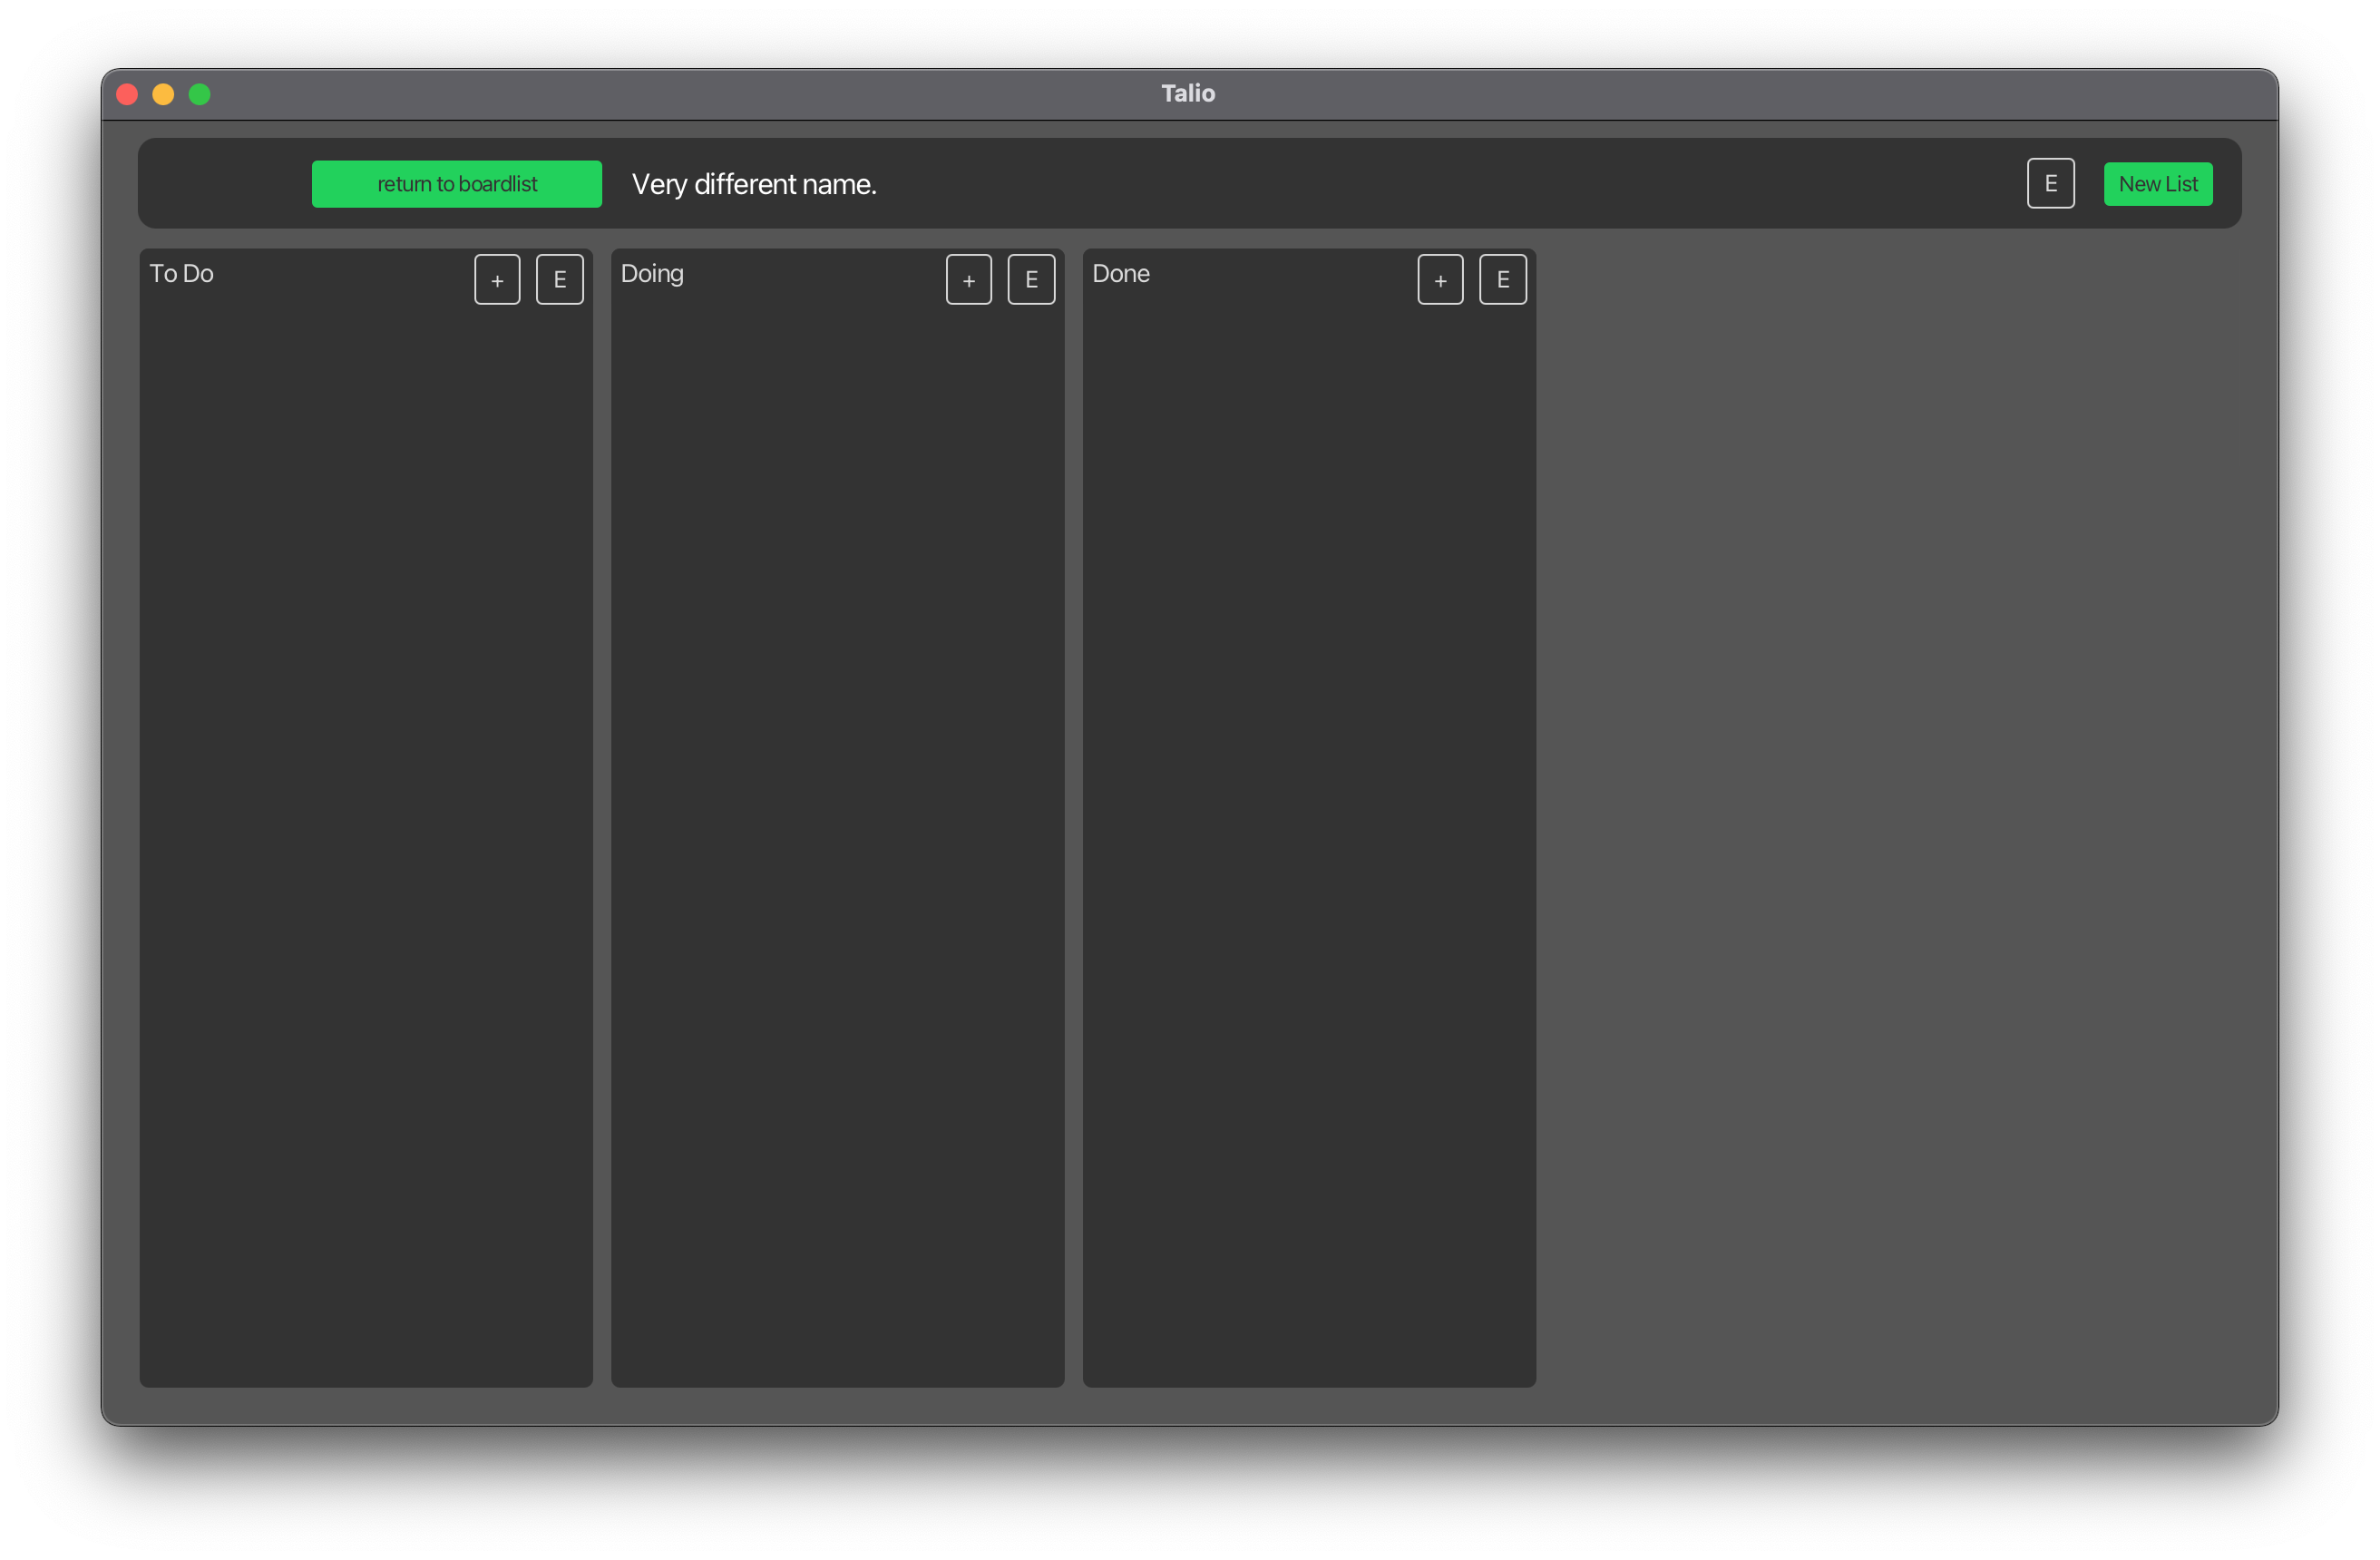 Talio
return to boardlist
Very different name.
E
New List
To Do
+
E
Doing
+
E
Done
+
E